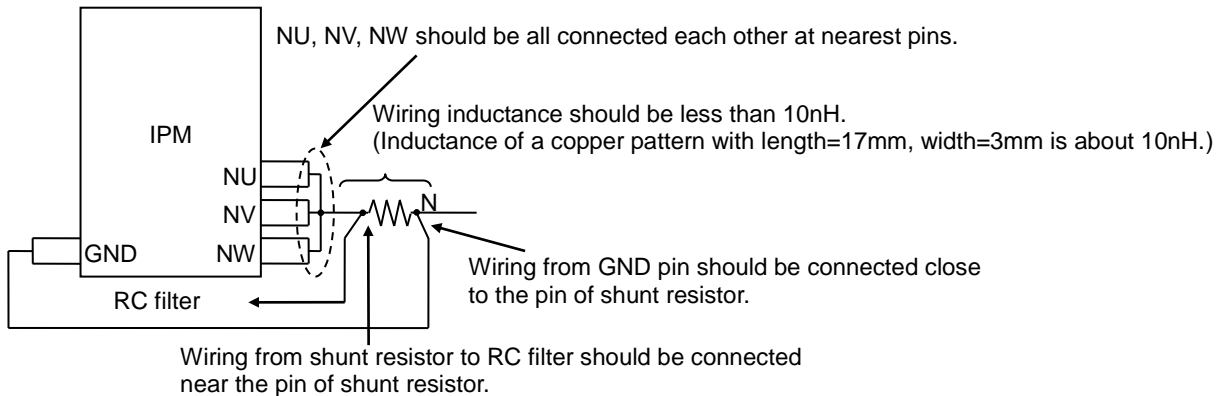 NU, NV, NW should be all connected each other at nearest pins.
Wiring inductance should be less than 10nH.
(Inductance of a copper pattern with length=17mm, width=3mm is about 10nH.)
IPM
NU
NV
NW
N
GND
Wiring from GND pin should be connected close
to the pin of shunt resistor.
RC filter
Wiring from shunt resistor to RC filter should be connected
near the pin of shunt resistor.